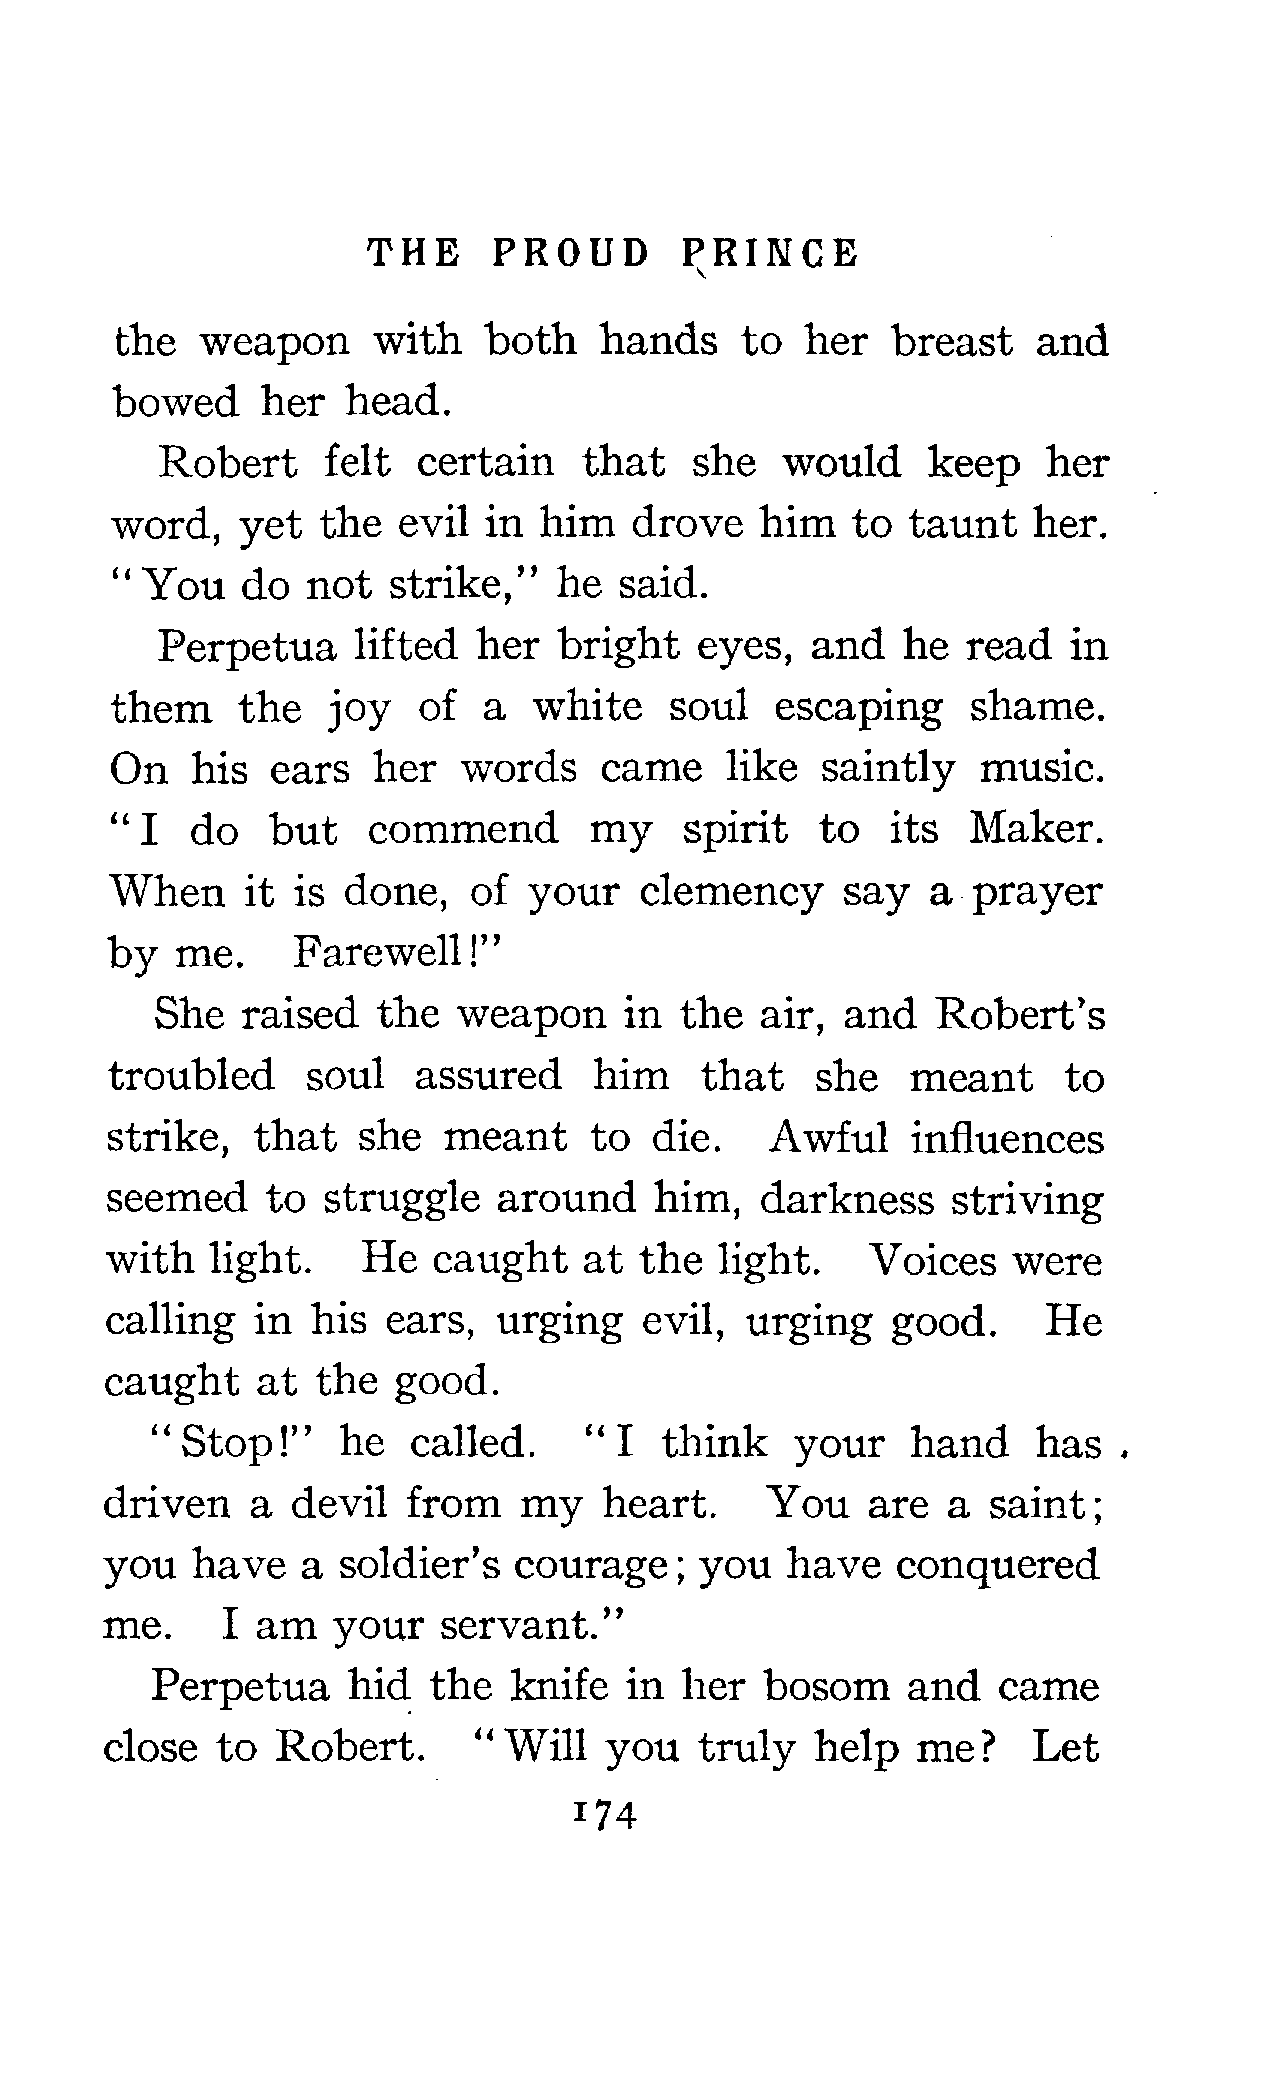 THE PROUD PRINCE
the weapon with both hands to her breast and
bowed her head.
Robert felt certain that she would keep her
word, yet the evil in him drove him to taunt her.
"You do not strike," he said.
Perpetua lifted her bright eyes, and he read in
them the joy of a white soul escaping shame.
On his ears her words came like saintly music.
"I do but commend my spirit to its Maker.
When it is done, of your clemency say a prayer
by me. Farewell!"
She raised the weapon in the air, and Robert's
troubled soul assured him that she meant to
strike, that she meant to die. Awful influences
seemed to struggle around him, darkness striving
with light. He caught at the light. Voices were
calling in his ears, urging evil, urging good. He
caught at the good.
"Stop!" he called. "I think your hand has
driven a devil from my heart. You are a saint;
you have a soldier's courage; you have conquered
me. I am your servant."
Perpetua hid the knife in her bosom and came
close to Robert. "Will you truly help me? Let
174